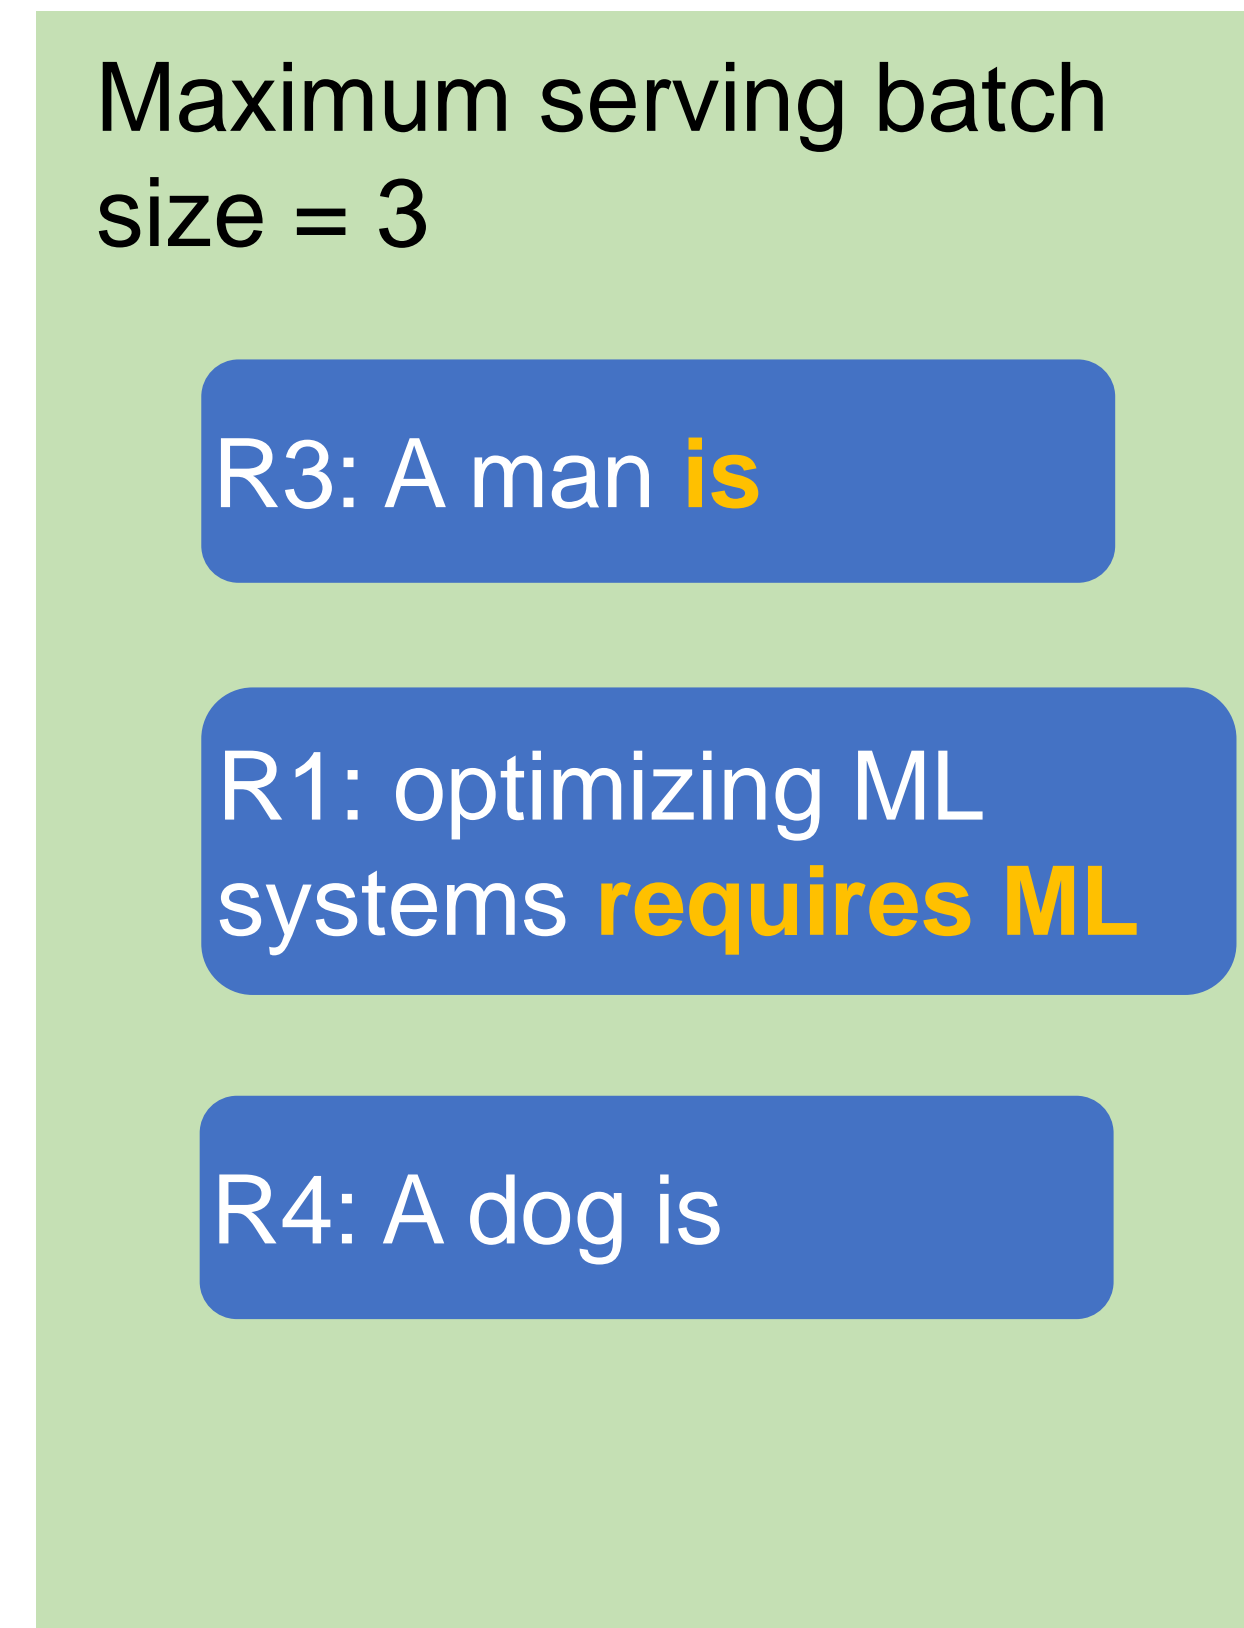 Maximum serving batch
size = 3
R3: A man is
R1: optimizing ML
systems requires ML
R4: A dog is